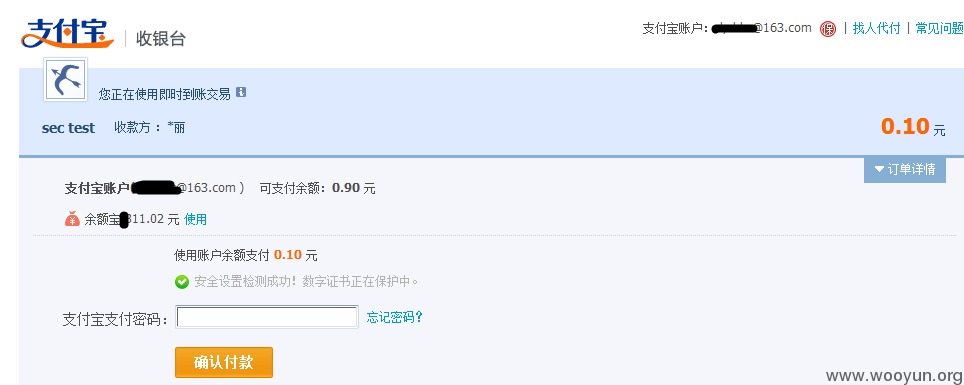 支付宝 | 收银台
支付宝账户: @163.com 保 | 找人代付 | 常见问题
您正在使用即时到账交易 i
sec test 收款方: *丽
0.10 元
订单详情
支付宝账户 @163.com ) 可支付余额: 0.90 元
余额宝 311.02 元 使用
使用账户余额支付 0.10 元
安全设置检测成功! 数字证书正在保护中。
支付宝支付密码: 忘记密码?
确认付款
www.wooyun.org